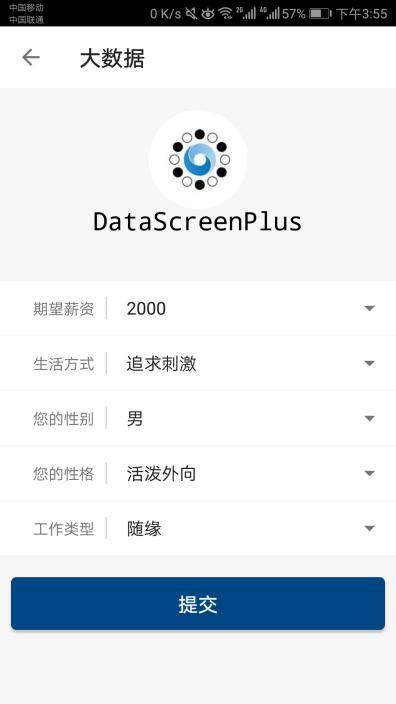 中国移动
中国联通
0 K/s 2G 4G 57% 下午3:55
大数据
DataScreenPlus
期望薪资 2000
生活方式 追求刺激
您的性别 男
您的性格 活泼外向
工作类型 随缘
提交